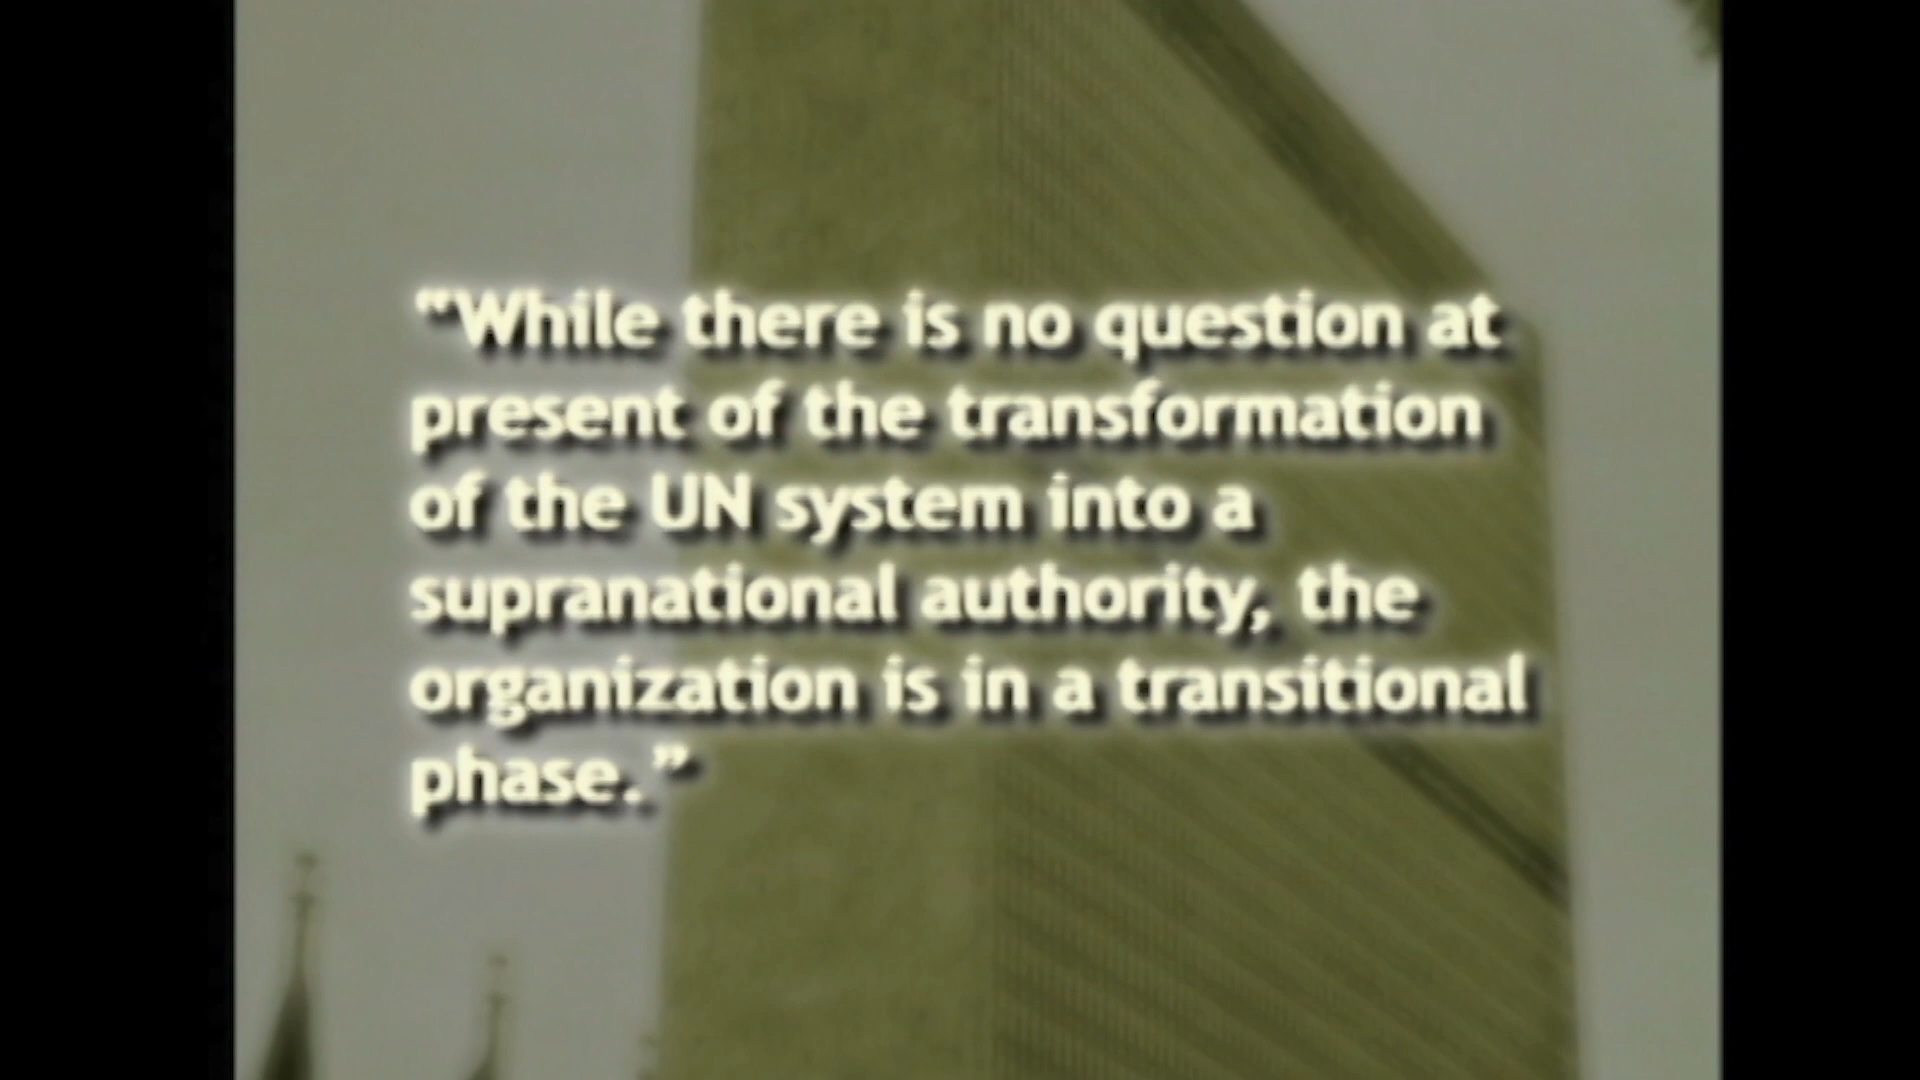 “While there is no question at
present of the transformation
of the UN system into a
supranational authority, the
organization is in a transitional
phase.”